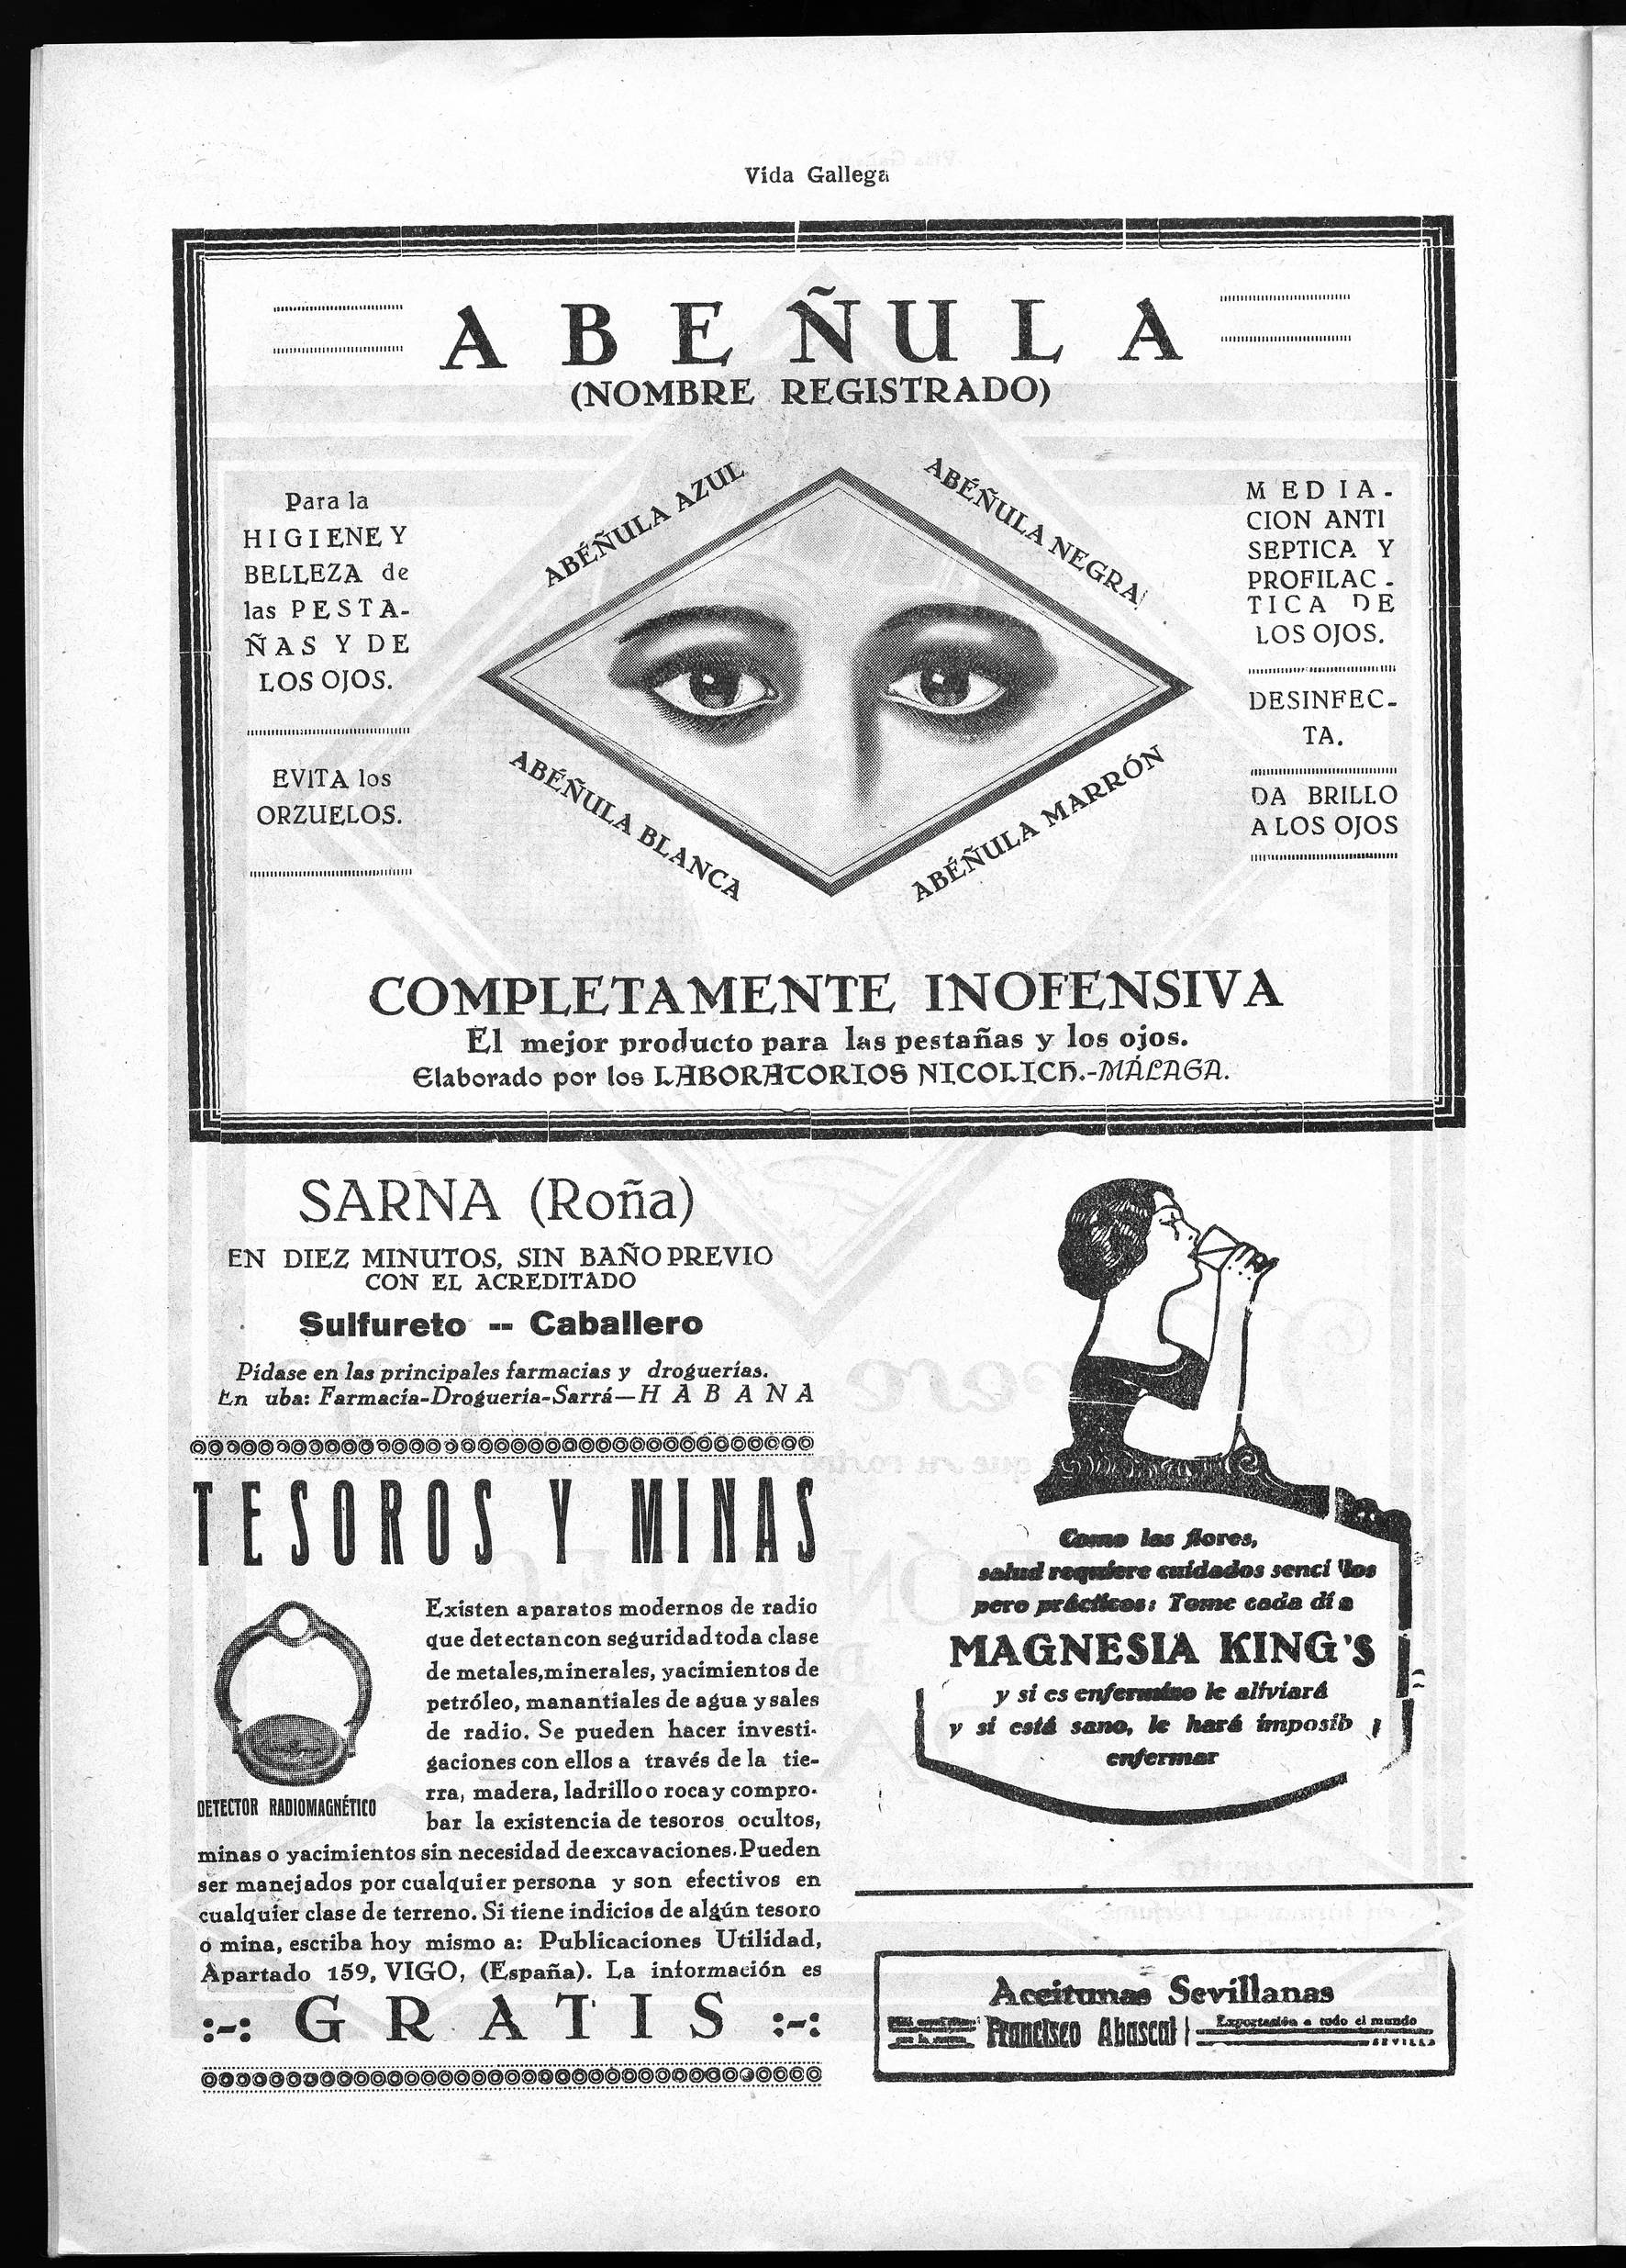 Vida Gallega
ABEÑULA
(NOMBRE REGISTRADO)
Para la
HIGIENE Y
BELLEZA de
las PESTA-
ÑAS Y DE
LOS OJOS.
EVITA los
ORZUELOS.
ABÉÑULA AZUL
ABÉÑULA NEGRA
ABÉÑULA BLANCA
ABÉÑULA MARRÓN
MEDIA-
CION ANTI
SEPTICA Y
PROFILAC-
TICA DE
LOS OJOS.
DESINFEC-
TA.
DA BRILLO
A LOS OJOS
COMPLETAMENTE INOFENSIVA
El mejor producto para las pestañas y los ojos.
Elaborado por los LABORATORIOS NICOLICH.-MÁLAGA.
SARNA (Roña)
EN DIEZ MINUTOS, SIN BAÑO PREVIO
CON EL ACREDITADO
Sulfureto -- Caballero
Pidase en las principales farmacias y droguerías.
En uba: Farmacía-Droguería-Sarrá—HABANA
TESOROS Y MINAS
DETECTOR RADIOMAGNÉTICO
Existen aparatos modernos de radio
que detectan con seguridad toda clase
de metales, minerales, yacimientos de
petróleo, manantiales de agua y sales
de radio. Se pueden hacer investi-
gaciones con ellos a través de la tie-
rra, madera, ladrillo o roca y compro-
bar la existencia de tesoros ocultos,
minas o yacimientos sin necesidad de excavaciones. Pueden
ser manejados por cualquier persona y son efectivos en
cualquier clase de terreno. Si tiene indicios de algún tesoro
o mina, escriba hoy mismo a: Publicaciones Utilidad,
Apartado 159, VIGO, (España). La información es
:-: GRATIS :-:
Como las flores,
salud requiere cuidados senci llos
pero prácticos: Tome cada día
MAGNESIA KING'S
y si es enfermizo le aliviará
y si está sano, le hará imposib
enfermar
Aceitunas Sevillanas
Francisco Abascal
Exportación a todo el mundo
SEVILLA